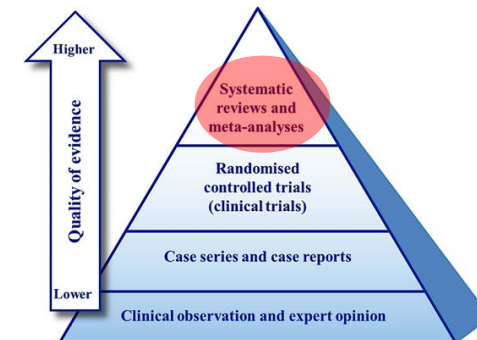 Higher
Quality of evidence
Lower
Systematic
reviews and
meta-analyses
Randomised
controlled trials
(clinical trials)
Case series and case reports
Clinical observation and expert opinion